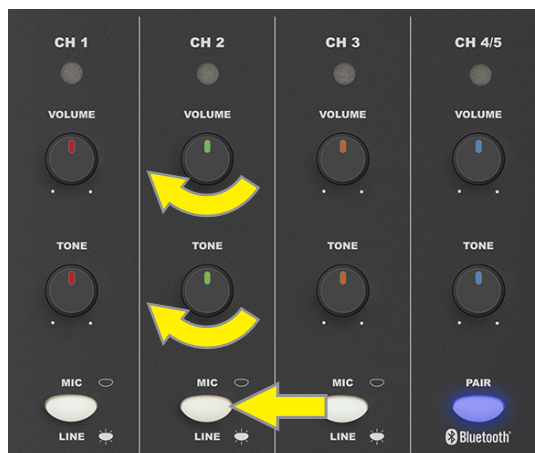 CH 1 CH 2 CH 3 CH 4/5
VOLUME VOLUME VOLUME VOLUME
TONE TONE TONE TONE
MIC MIC MIC PAIR
LINE LINE LINE Bluetooth